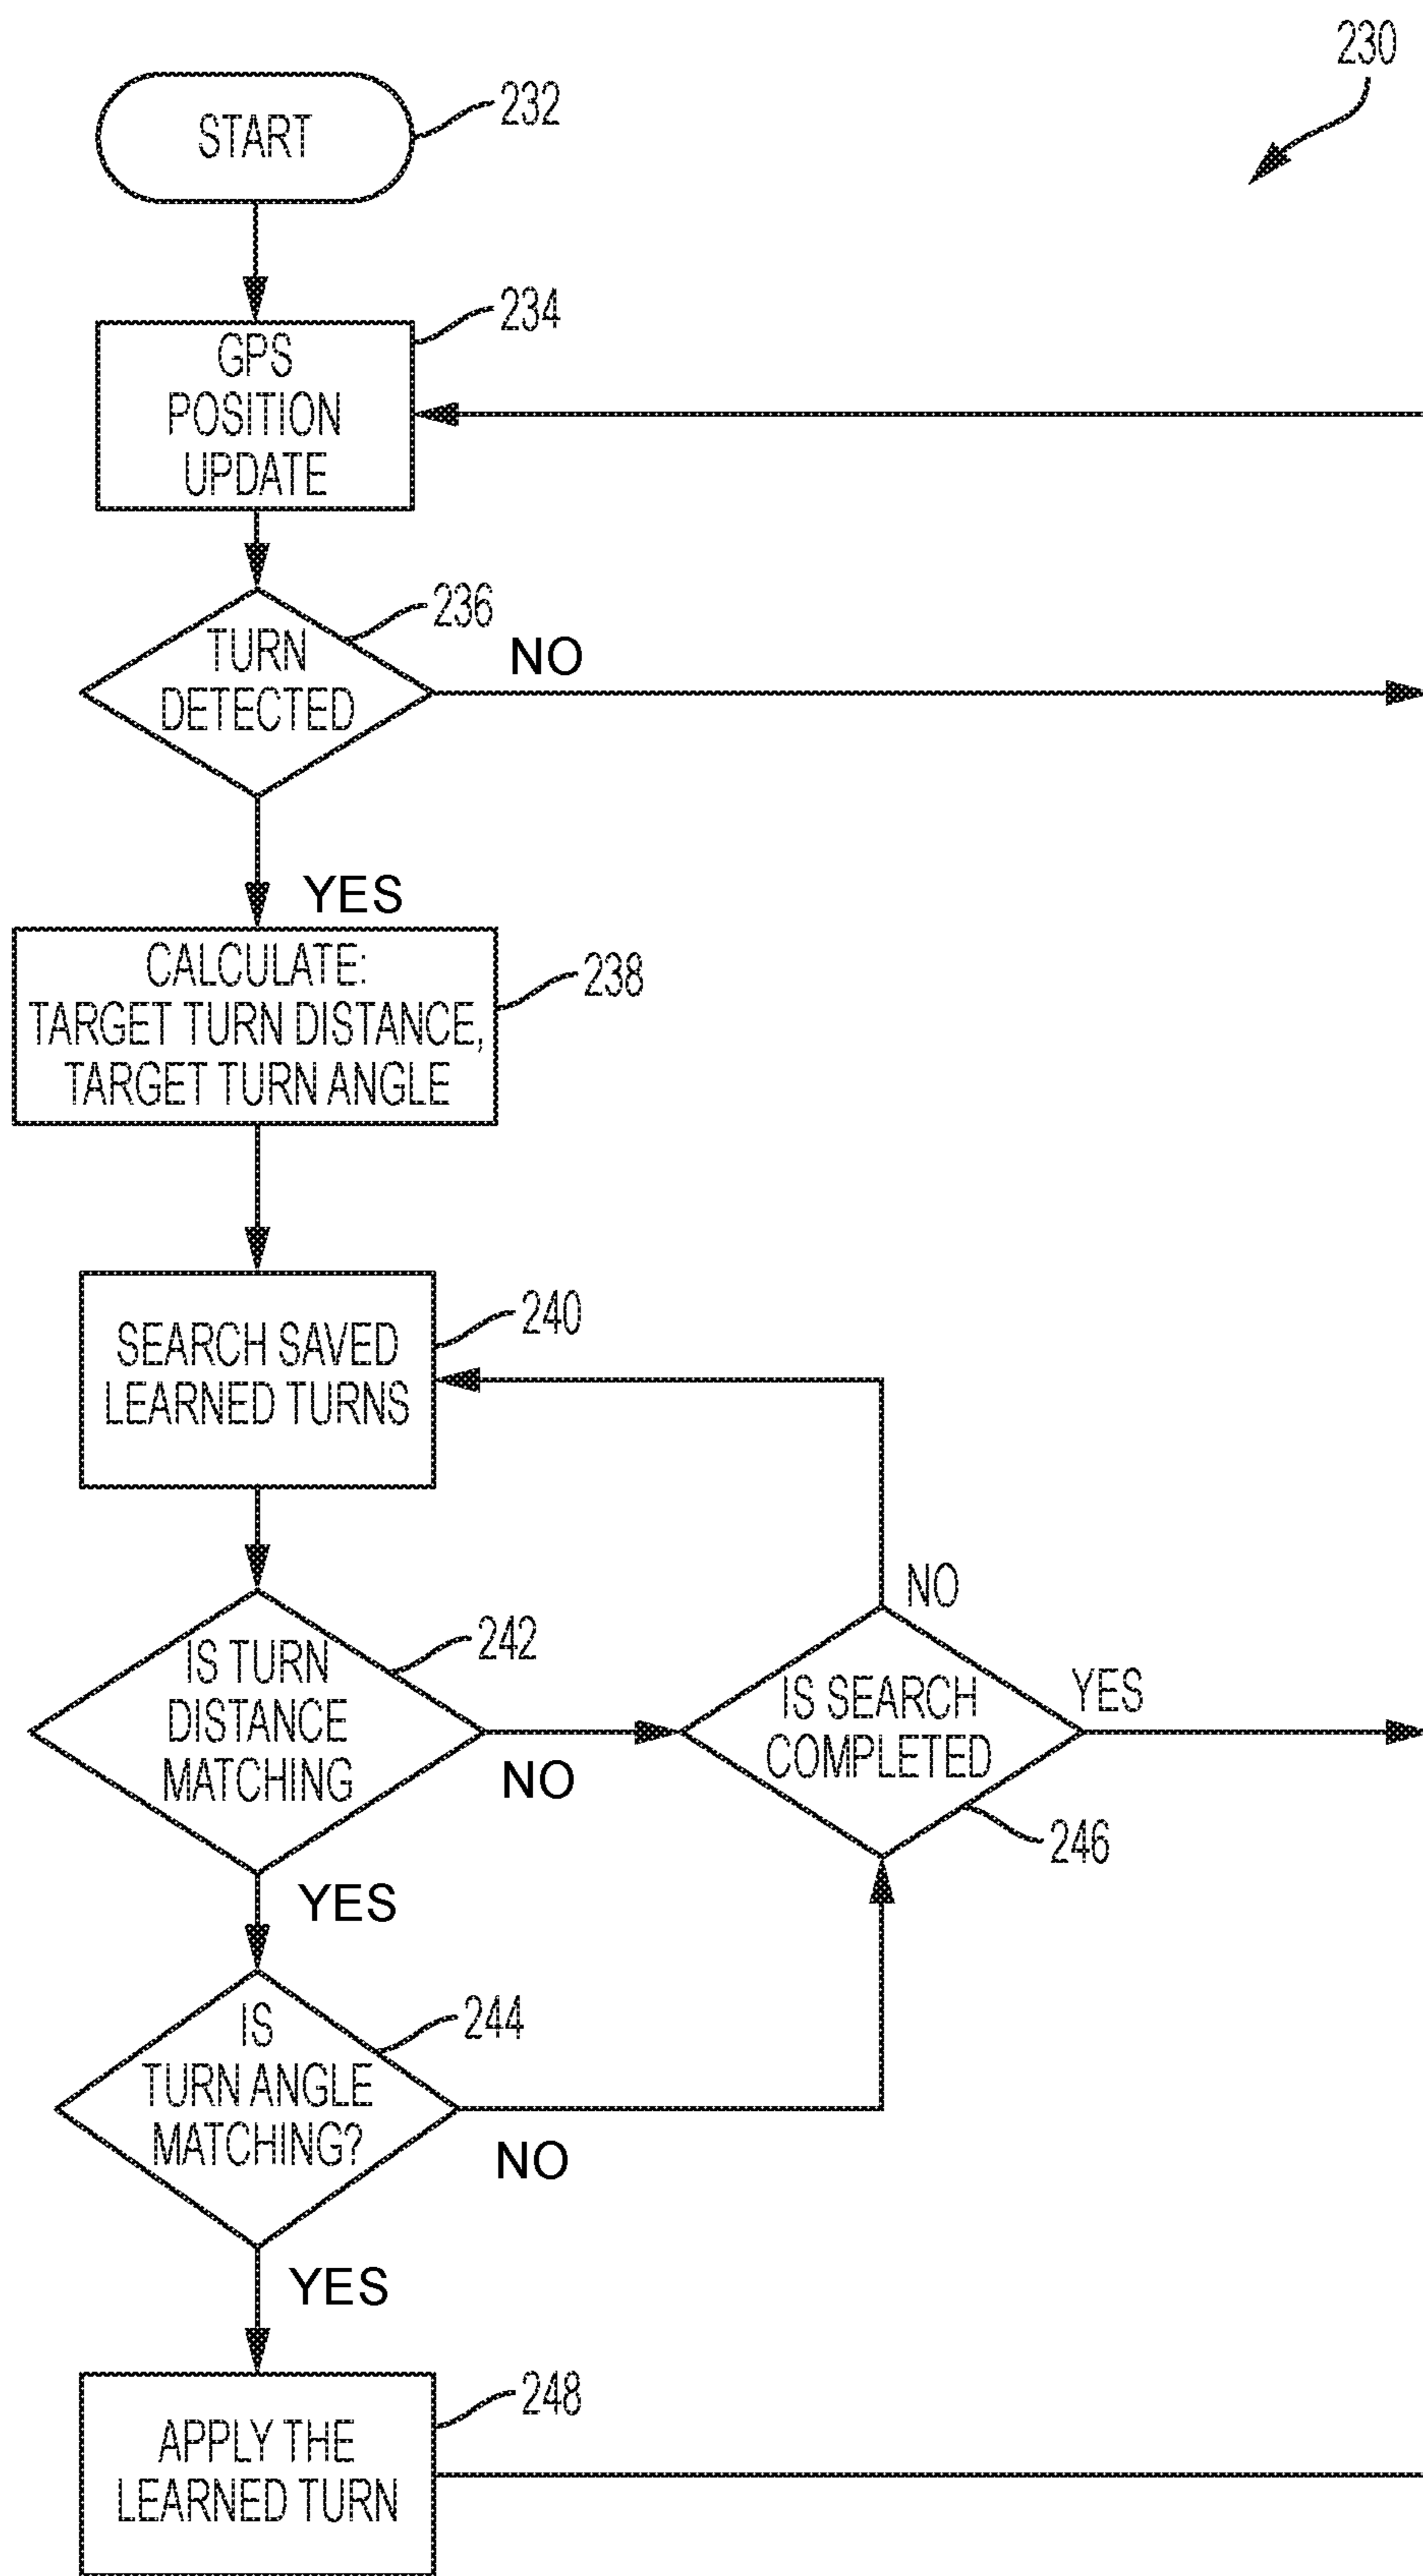 230
START
232
GPS
POSITION
UPDATE
234
TURN
DETECTED
236
NO
YES
CALCULATE:
TARGET TURN DISTANCE,
TARGET TURN ANGLE
238
SEARCH SAVED
LEARNED TURNS
240
IS TURN
DISTANCE
MATCHING
242
NO
NO
IS SEARCH
COMPLETED
YES
246
YES
IS
TURN ANGLE
MATCHING?
244
NO
YES
APPLY THE
LEARNED TURN
248